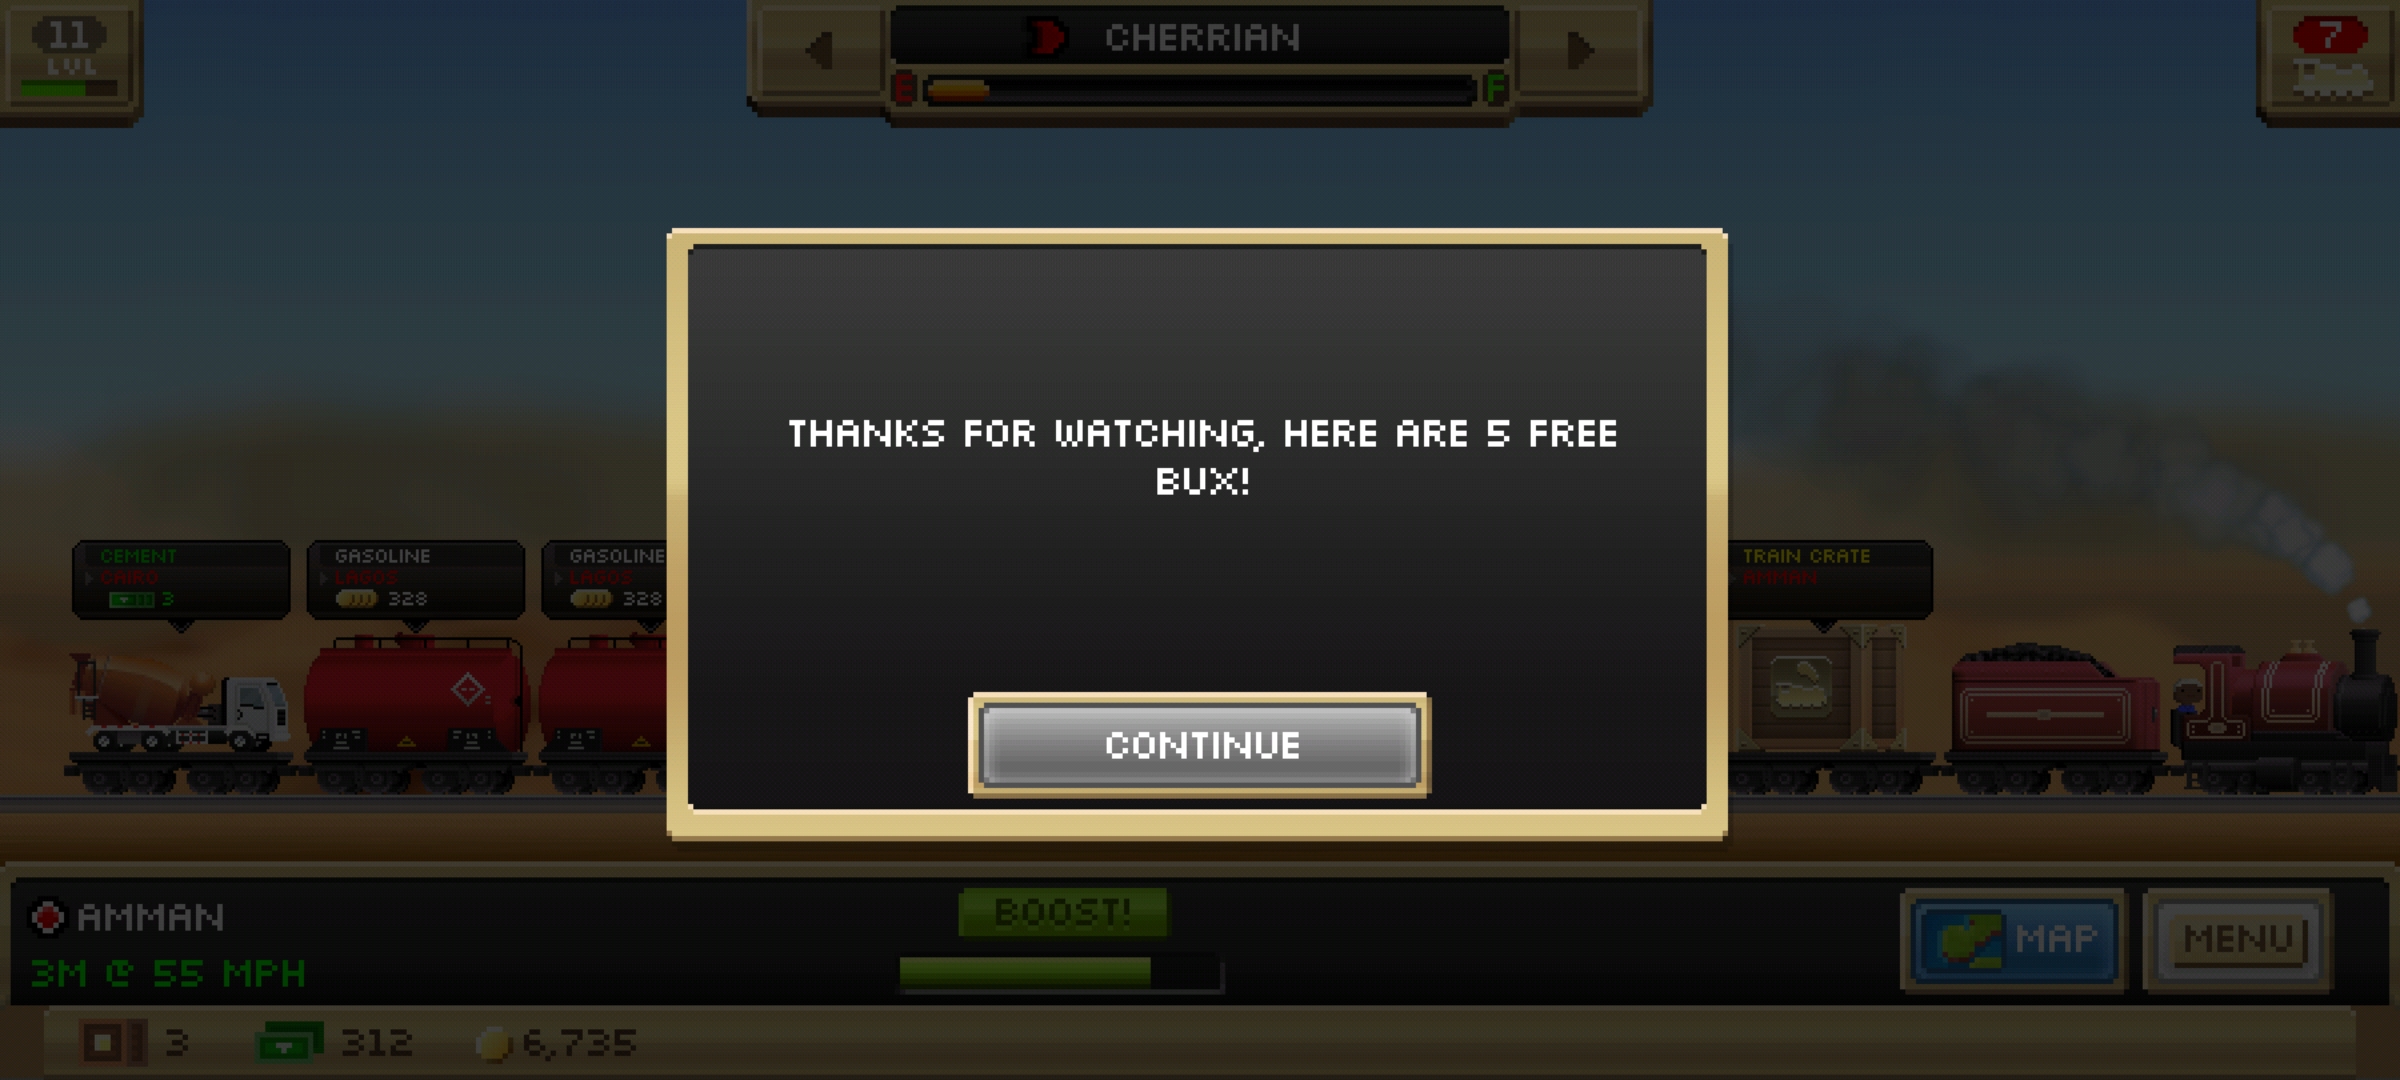 11
LVL
CHERRIAN
E
F
7
THANKS FOR WATCHING, HERE ARE 5 FREE
BUX!
CEMENT
CAIRO
3
GASOLINE
LAGOS
328
GASOLINE
LAGOS
328
TRAIN CRATE
AMMAN
CONTINUE
AMMAN
3M @ 55 MPH
BOOST!
MAP
MENU
3
312
6,735